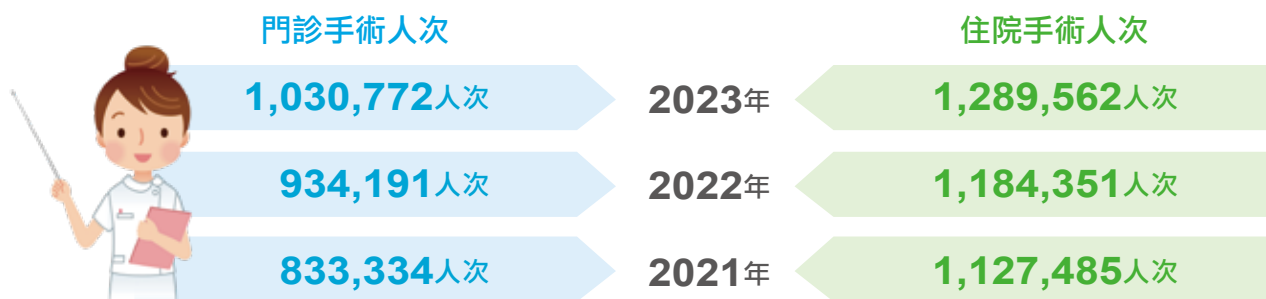 門診手術人次
住院手術人次
1,030,772人次 2023年 1,289,562人次
934,191人次 2022年 1,184,351人次
833,334人次 2021年 1,127,485人次